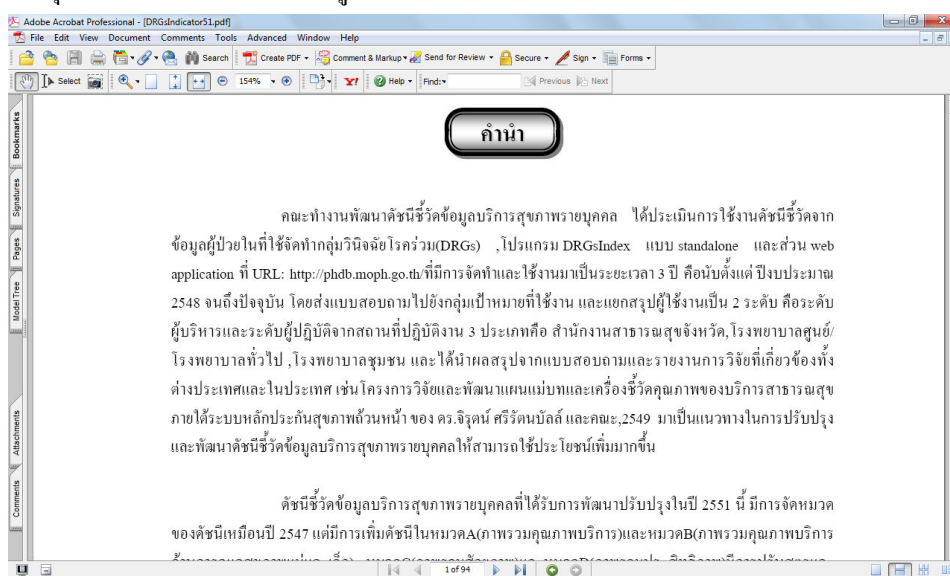 Adobe Acrobat Professional - [DRGsIndicator51.pdf]
File Edit View Document Comments Tools Advanced Window Help
Search Create PDF Comment & Markup Send for Review Secure Sign Forms
Select 154% Y! Help Find: Previous Next
Bookmarks
Signatures
Pages
Model Tree
Attachments
Comments
คำนำ
คณะทำงานพัฒนาดัชนีชี้วัดข้อมูลบริการสุขภาพรายบุคคล ได้ประเมินการใช้งานดัชนีชี้วัดจาก
ข้อมูลผู้ป่วยในที่ใช้จัดทำกลุ่มวินิจฉัยโรคร่วม(DRGs) ,โปรแกรม DRGsIndex แบบ standalone และส่วน web
application ที่ URL: http://phdb.moph.go.th/ที่มีการจัดทำและใช้งานมาเป็นระยะเวลา 3 ปี คือนับตั้งแต่ ปีงบประมาณ
2548 จนถึงปัจจุบัน โดยส่งแบบสอบถามไปยังกลุ่มเป้าหมายที่ใช้งาน และแยกสรุปผู้ใช้งานเป็น 2 ระดับ คือระดับ
ผู้บริหารและระดับผู้ปฏิบัติจากสถานที่ปฏิบัติงาน 3 ประเภทคือ สำนักงานสาธารณสุขจังหวัด,โรงพยาบาลศูนย์/
โรงพยาบาลทั่วไป ,โรงพยาบาลชุมชน และได้นำผลสรุปจากแบบสอบถามและรายงานการวิจัยที่เกี่ยวข้องทั้ง
ต่างประเทศและในประเทศ เช่นโครงการวิจัยและพัฒนาแผนแม่บทและเครื่องชี้วัดคุณภาพของบริการสาธารณสุข
ภายใต้ระบบหลักประกันสุขภาพถ้วนหน้า ของ ดร.จิรุตน์ ศรีรัตนบัลล์ และคณะ,2549 มาเป็นแนวทางในการปรับปรุง
และพัฒนาดัชนีชี้วัดข้อมูลบริการสุขภาพรายบุคคลให้สามารถใช้ประโยชน์เพิ่มมากขึ้น
ดัชนีชี้วัดข้อมูลบริการสุขภาพรายบุคคลที่ได้รับการพัฒนาปรับปรุงในปี 2551 นี้ มีการจัดหมวด
ของดัชนีเหมือนปี 2547 แต่มีการเพิ่มดัชนีในหมวดA(ภาพรวมคุณภาพบริการ)และหมวดB(ภาพรวมคุณภาพบริการ
1 of 94